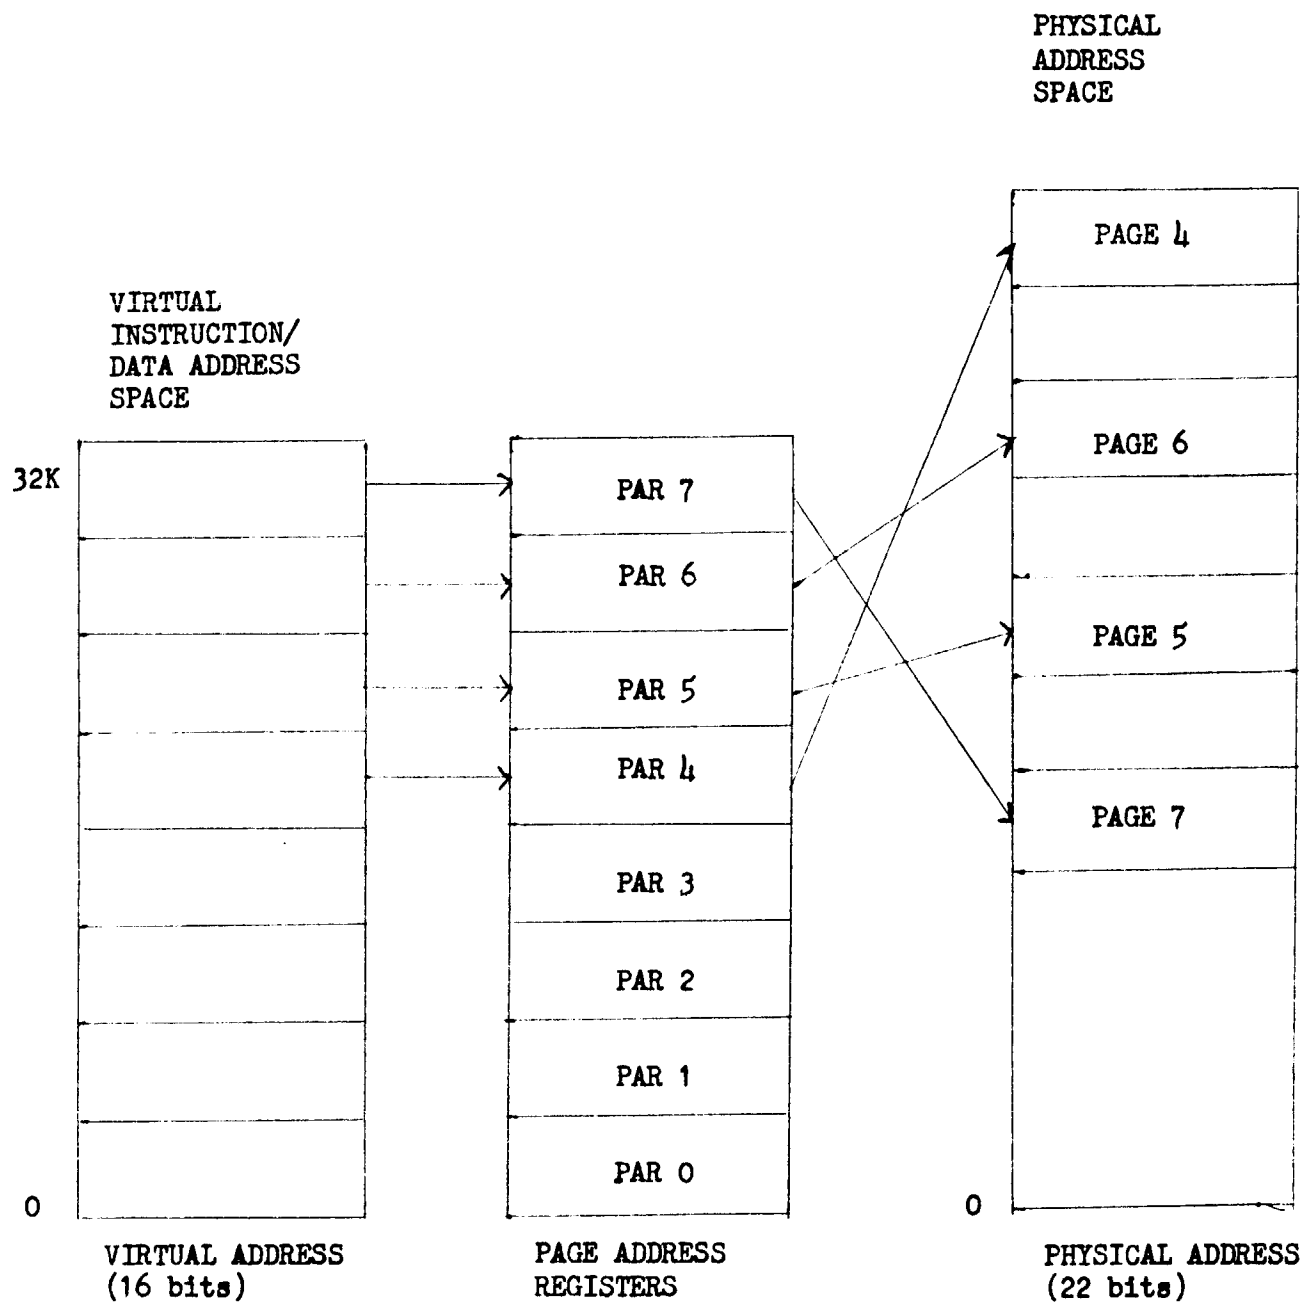 PHYSICAL
ADDRESS
SPACE
VIRTUAL
INSTRUCTION/
DATA ADDRESS
SPACE
32K
0
VIRTUAL ADDRESS
(16 bits)
PAR 7
PAR 6
PAR 5
PAR 4
PAR 3
PAR 2
PAR 1
PAR 0
PAGE ADDRESS
REGISTERS
PAGE 4
PAGE 6
PAGE 5
PAGE 7
0
PHYSICAL ADDRESS
(22 bits)